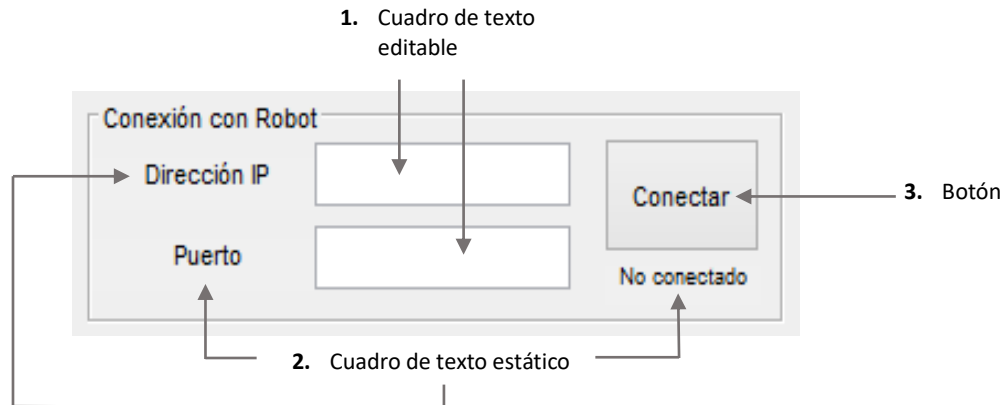 1. Cuadro de texto
editable
Conexión con Robot
Dirección IP
Conectar
3. Botón
Puerto
No conectado
2. Cuadro de texto estático